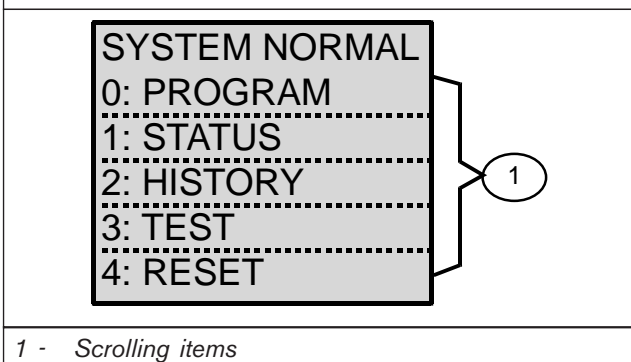 SYSTEM NORMAL
0: PROGRAM
1: STATUS
2: HISTORY
3: TEST
4: RESET
1
1 - Scrolling items